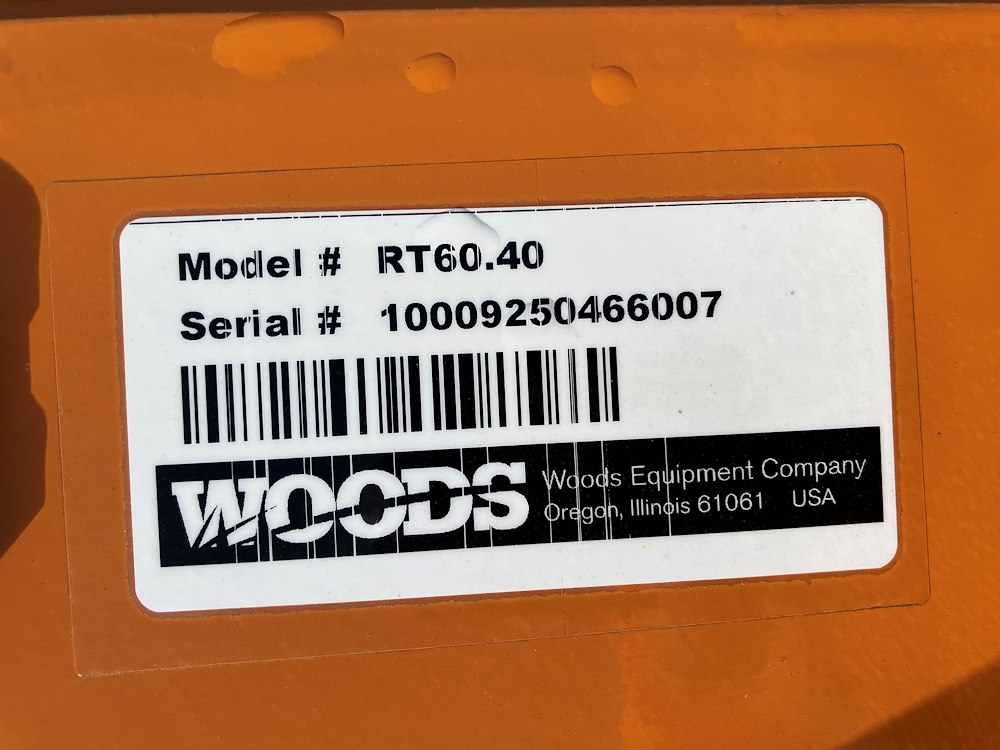 Model # RT60.40
Serial # 10009250466007
WOODS
Woods Equipment Company
Oregon, Illinois 61061 USA